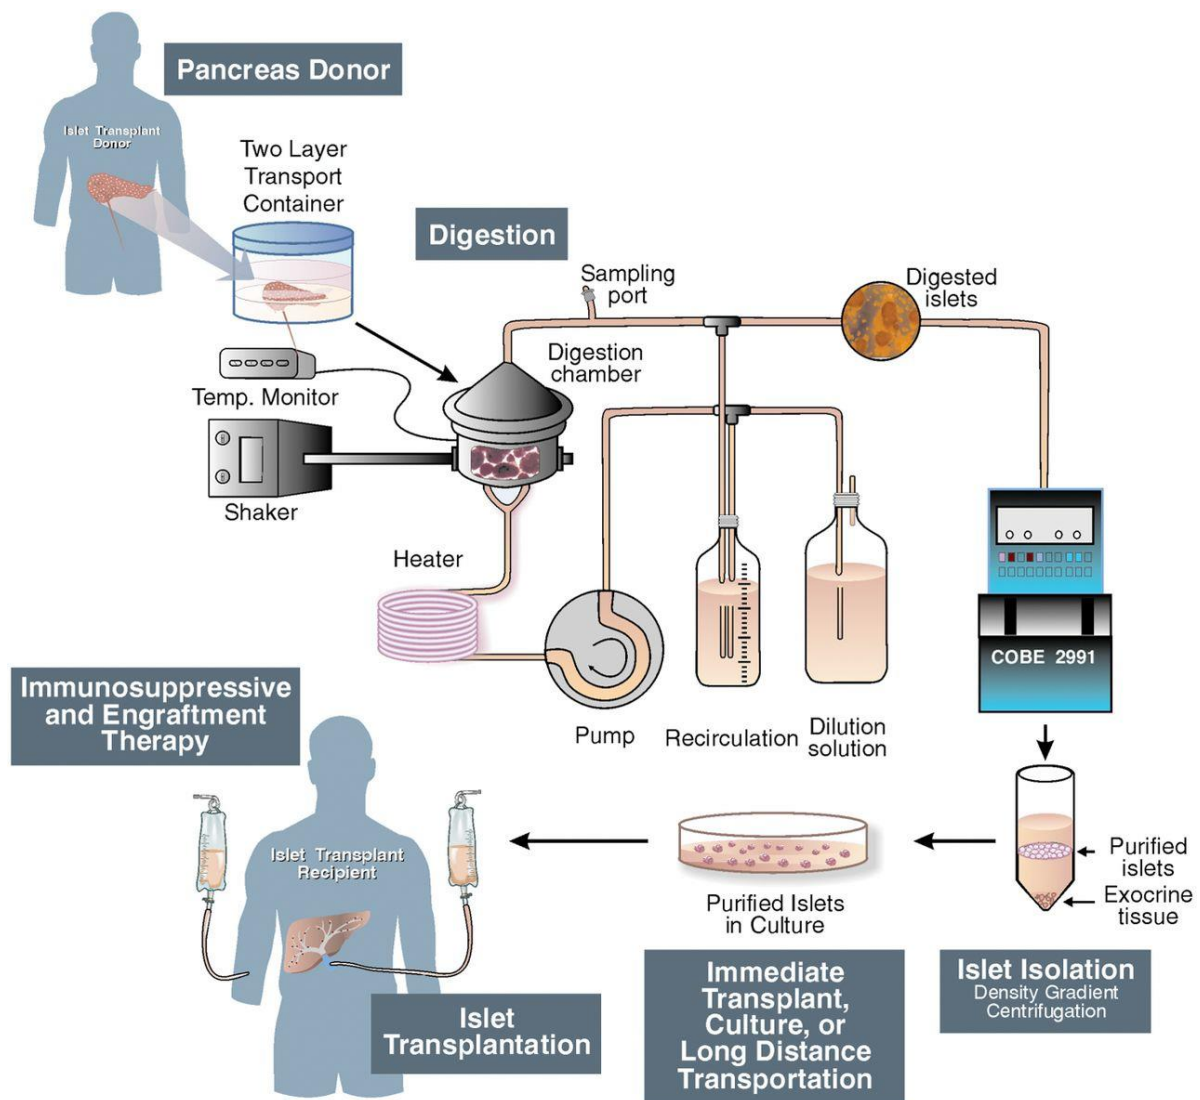 Pancreas Donor
Islet Transplant
Donor
Two Layer
Transport
Container
Digestion
Sampling
port
Digested
islets
Digestion
chamber
Temp. Monitor
Shaker
Heater
COBE 2991
Immunosuppressive
and Engraftment
Therapy
Pump
Recirculation
Dilution
solution
Islet Transplant
Recipient
Purified
islets
Exocrine
tissue
Purified Islets
in Culture
Islet
Transplantation
Immediate
Transplant,
Culture, or
Long Distance
Transportation
Islet Isolation
Density Gradient
Centrifugation